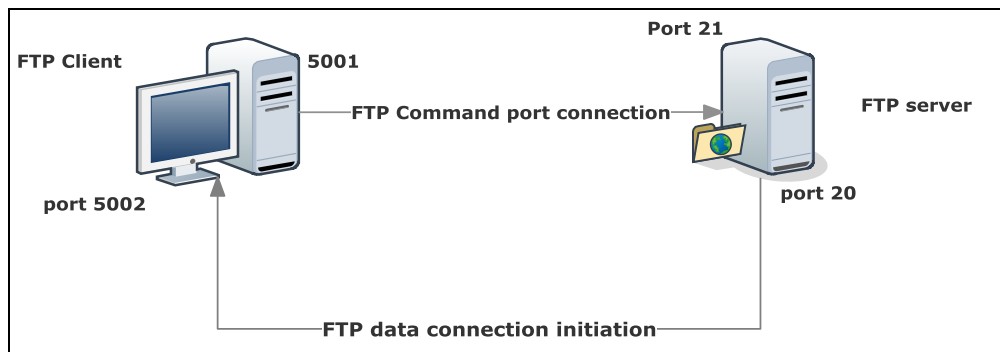 Port 21
FTP Client
5001
FTP Command port connection
FTP server
port 5002
port 20
FTP data connection initiation